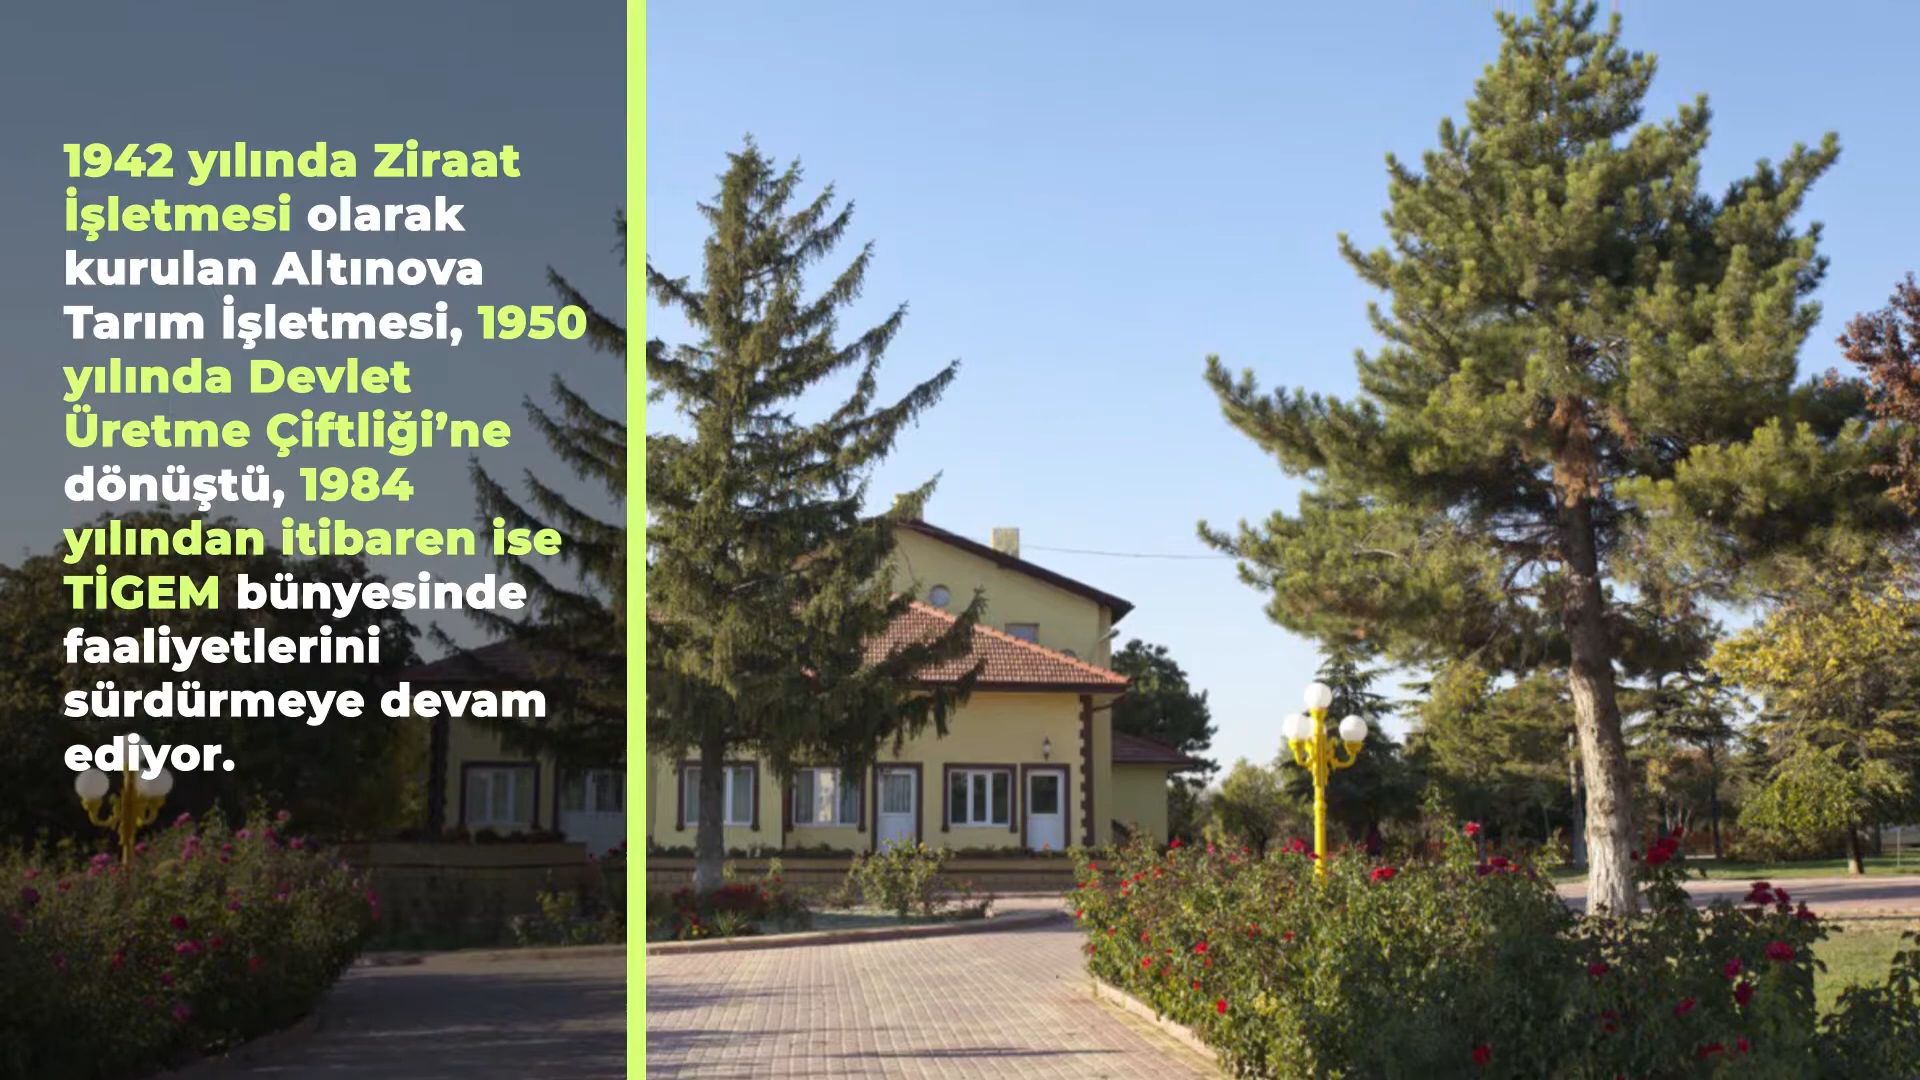 1942 yılında Ziraat
İşletmesi olarak
kurulan Altınova
Tarım İşletmesi, 1950
yılında Devlet
Üretme Çiftliği’ne
dönüştü, 1984
yılından itibaren ise
TİGEM bünyesinde
faaliyetlerini
sürdürmeye devam
ediyor.